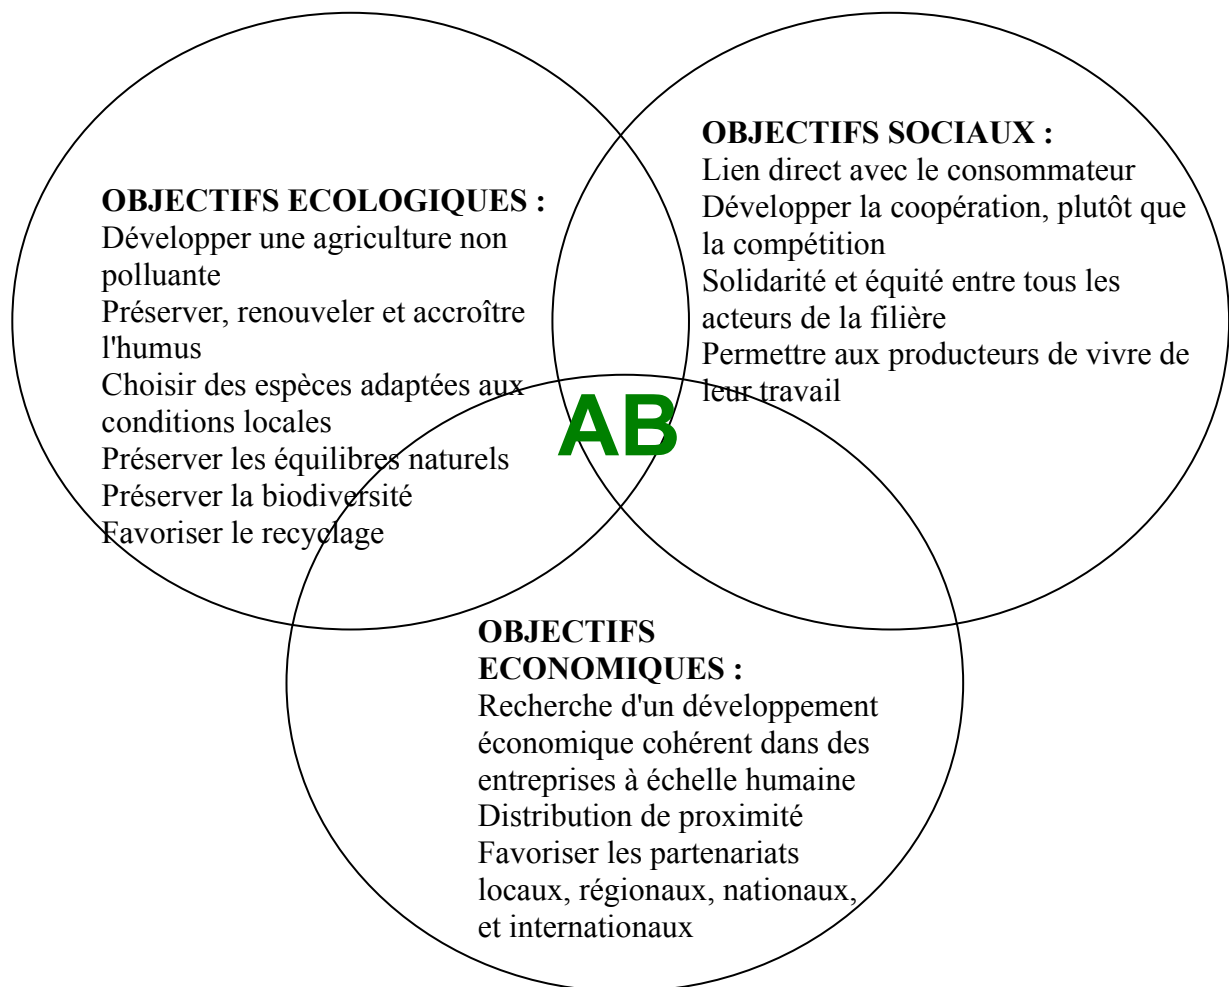 OBJECTIFS ECOLOGIQUES :
Développer une agriculture non
polluante
Préserver, renouveler et accroître
l'humus
Choisir des espèces adaptées aux
conditions locales
Préserver les équilibres naturels
Préserver la biodiversité
Favoriser le recyclage
OBJECTIFS SOCIAUX :
Lien direct avec le consommateur
Développer la coopération, plutôt que
la compétition
Solidarité et équité entre tous les
acteurs de la filière
Permettre aux producteurs de vivre de
leur travail
AB
OBJECTIFS
ECONOMIQUES :
Recherche d'un développement
économique cohérent dans des
entreprises à échelle humaine
Distribution de proximité
Favoriser les partenariats
locaux, régionaux, nationaux,
et internationaux